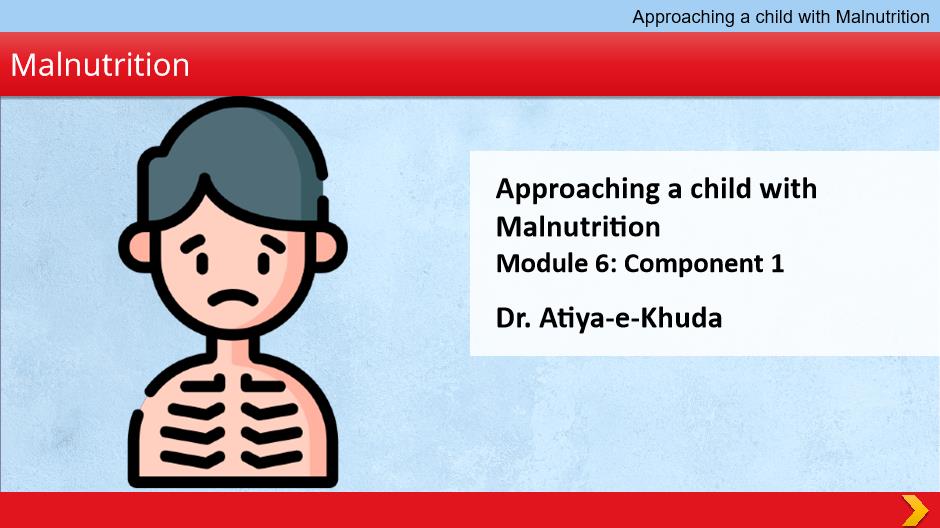 Approaching a child with Malnutrition
Malnutrition
Approaching a child with
Malnutrition
Module 6: Component 1
Dr. Atiya-e-Khuda